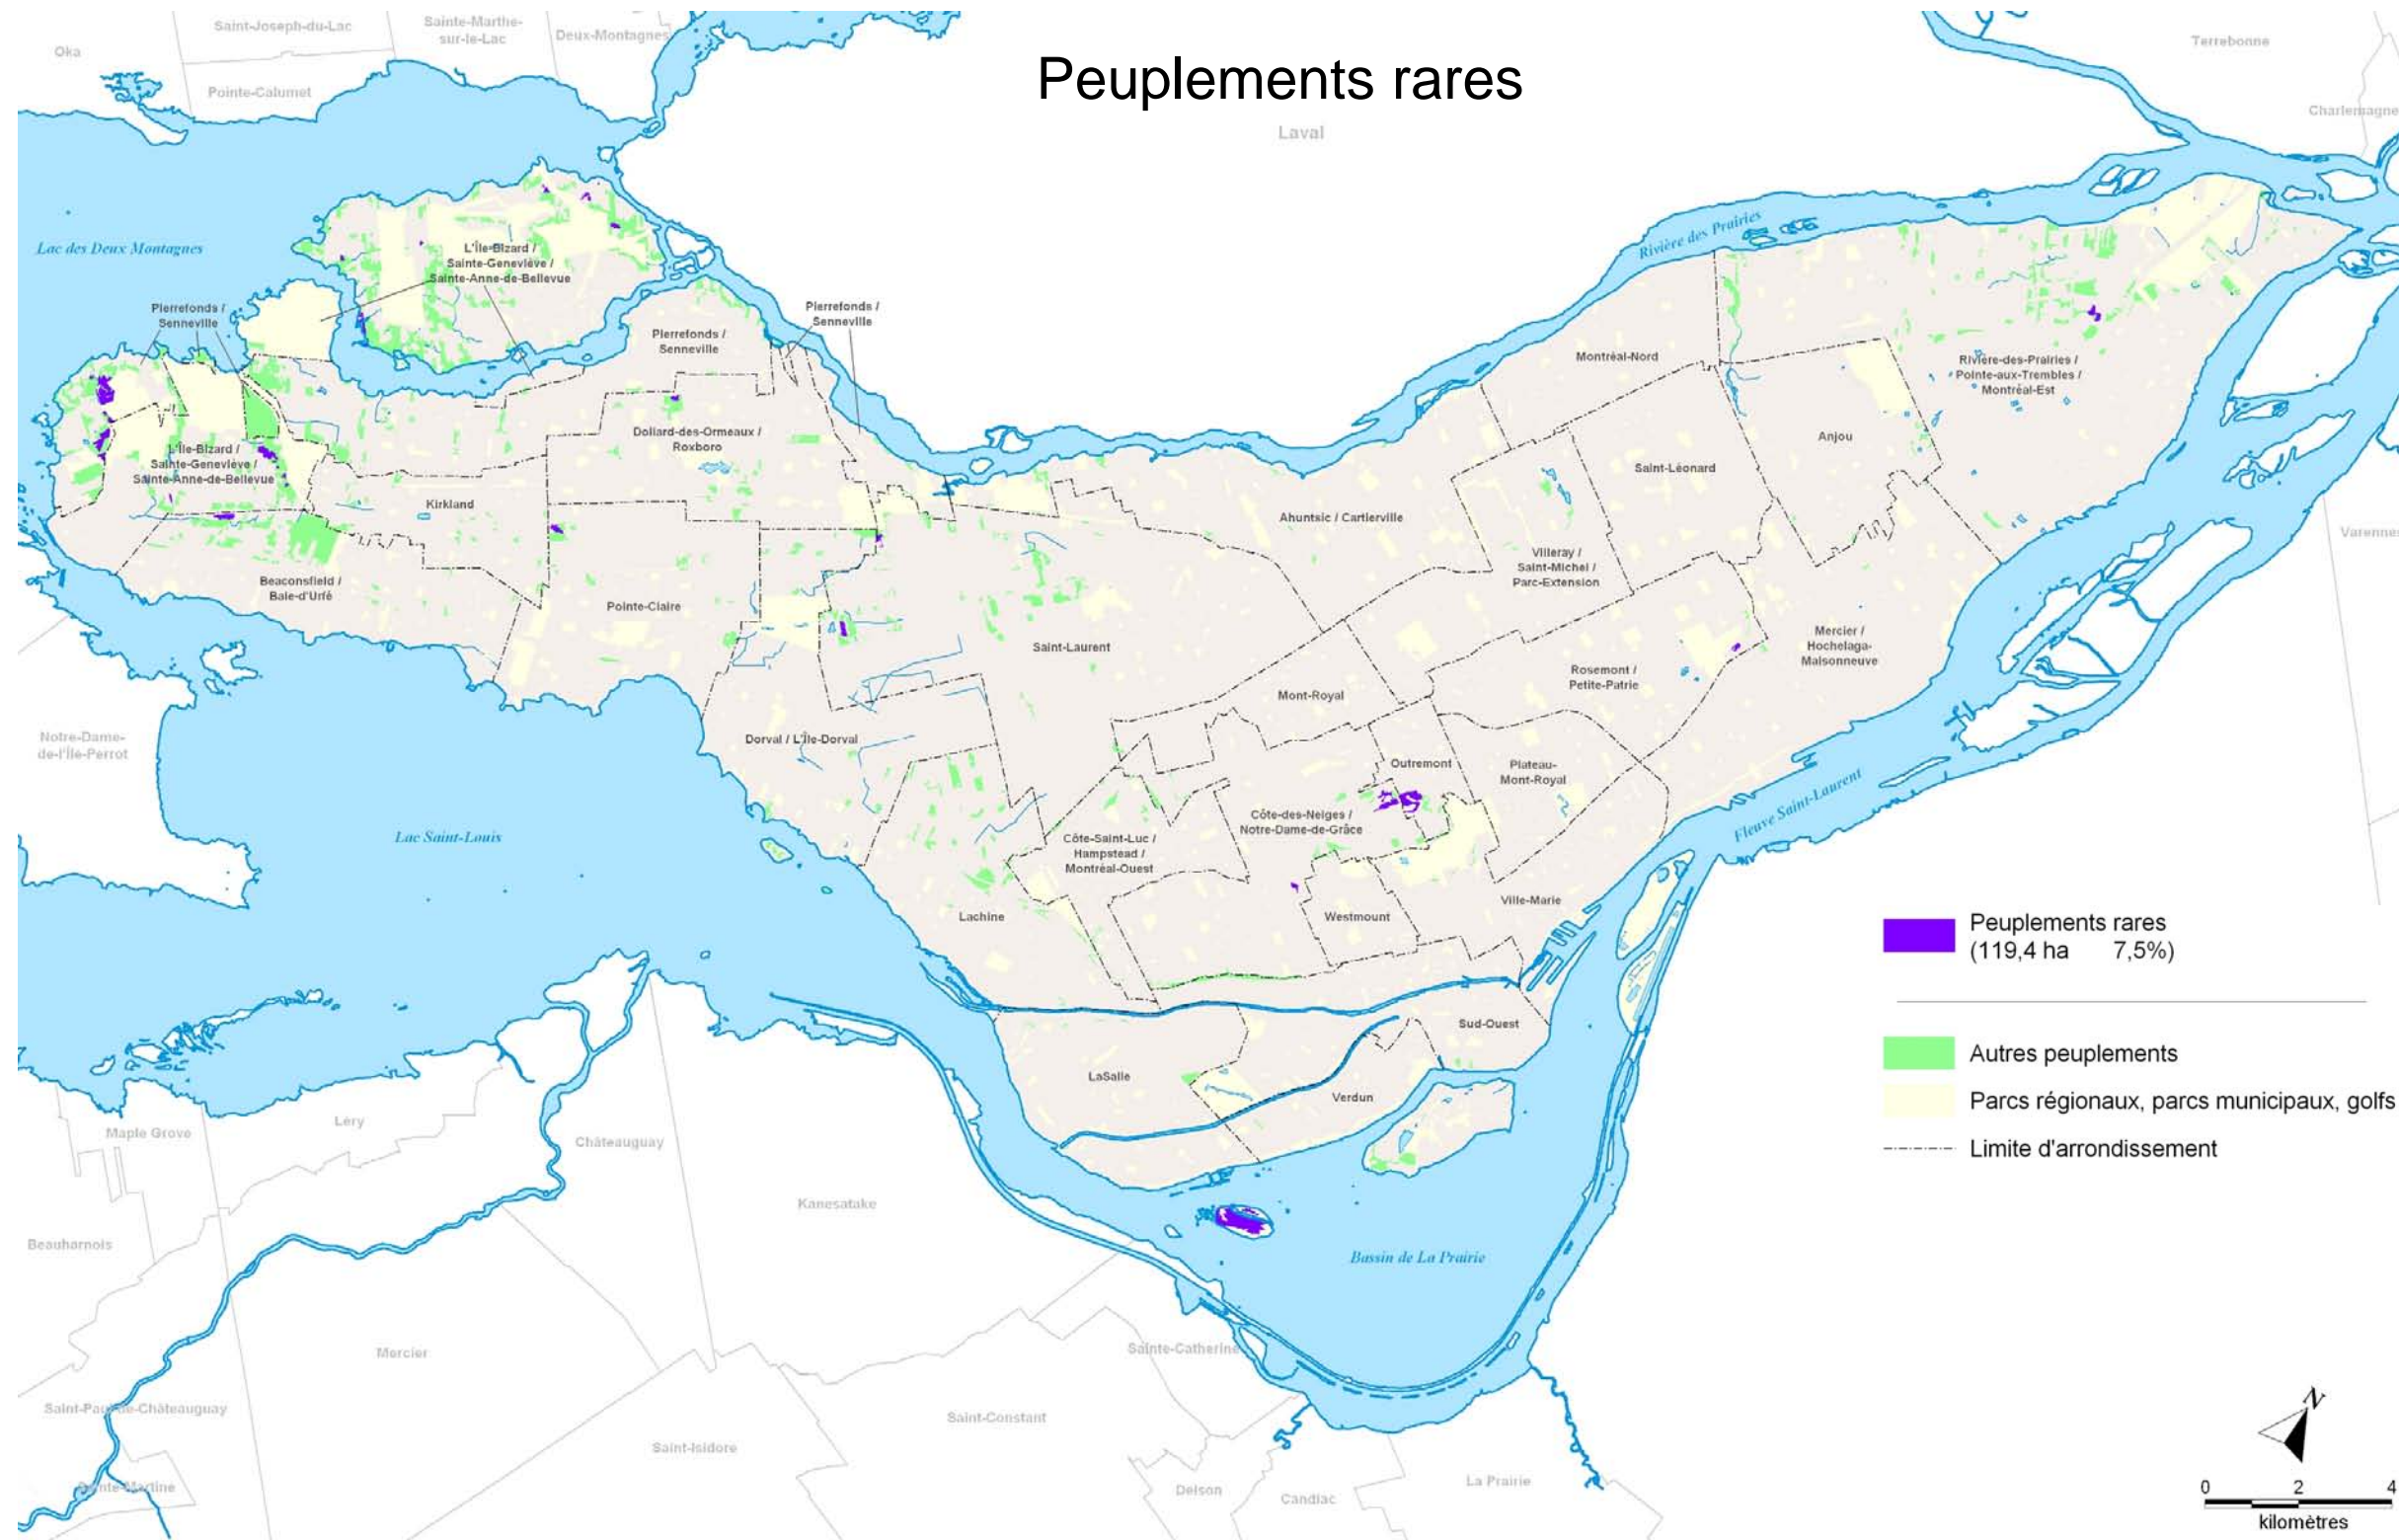 Peuplements rares
Oka
Saint-Joseph-du-Lac
Sainte-Marthe-
sur-le-Lac
Deux-Montagnes
Pointe-Calumet
Laval
Terrebonne
Charlemagne
Lac des Deux Montagnes
Rivière des Prairies
L'Île-Bizard /
Sainte-Geneviève /
Sainte-Anne-de-Bellevue
Pierrefonds /
Senneville
Pierrefonds /
Senneville
Pierrefonds /
Senneville
Montréal-Nord
Rivière-des-Prairies /
Pointe-aux-Trembles /
Montréal-Est
Dollard-des-Ormeaux /
Roxboro
Anjou
L'Île-Bizard /
Sainte-Geneviève /
Sainte-Anne-de-Bellevue
Saint-Léonard
Kirkland
Ahuntsic / Cartierville
Varennes
Villeray /
Saint-Michel /
Parc-Extension
Beaconsfield /
Baie-d'Urfé
Pointe-Claire
Saint-Laurent
Mercier /
Hochelaga-
Maisonneuve
Rosemont /
Petite-Patrie
Mont-Royal
Notre-Dame-
de-l'Île-Perrot
Dorval / L'Île-Dorval
Outremont
Plateau-
Mont-Royal
Fleuve Saint-Laurent
Lac Saint-Louis
Côte-des-Neiges /
Notre-Dame-de-Grâce
Côte-Saint-Luc /
Hampstead /
Montréal-Ouest
Lachine
Westmount
Ville-Marie
Peuplements rares
(119,4 ha 7,5%)
Sud-Ouest
Autres peuplements
LaSalle
Verdun
Parcs régionaux, parcs municipaux, golfs
Limite d'arrondissement
Maple Grove
Léry
Châteauguay
Kanesatake
Beauharnois
Bassin de La Prairie
Mercier
Sainte-Catherine
Saint-Paul-de-Châteauguay
Saint-Constant
Saint-Isidore
Sainte-Martine
Delson
Candiac
La Prairie
N
0 2 4
kilomètres